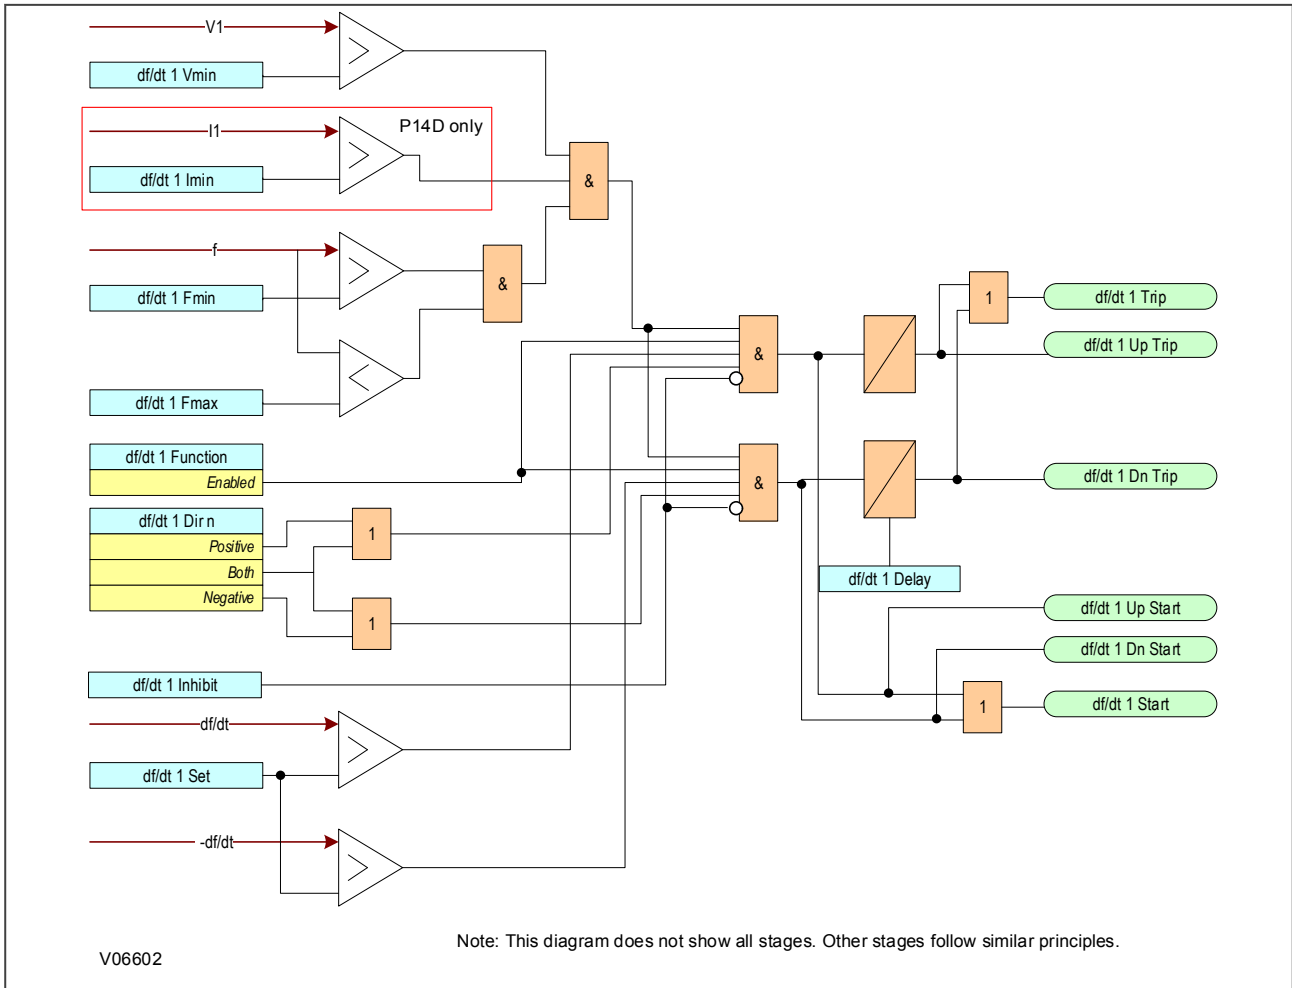 V1
df/dt 1 Vmin
P14D only
I1
df/dt 1 Imin
&
f
df/dt 1 Fmin
&
df/dt 1 Fmax
1
df/dt 1 Trip
&
df/dt 1 Up Trip
df/dt 1 Function
Enabled
&
df/dt 1 Dn Trip
df/dt 1 Dirn
Positive
Both
Negative
1
1
df/dt 1 Delay
df/dt 1 Up Start
df/dt 1 Dn Start
df/dt 1 Inhibit
1
df/dt 1 Start
df/dt
df/dt 1 Set
-df/dt
Note: This diagram does not show all stages. Other stages follow similar principles.
V06602